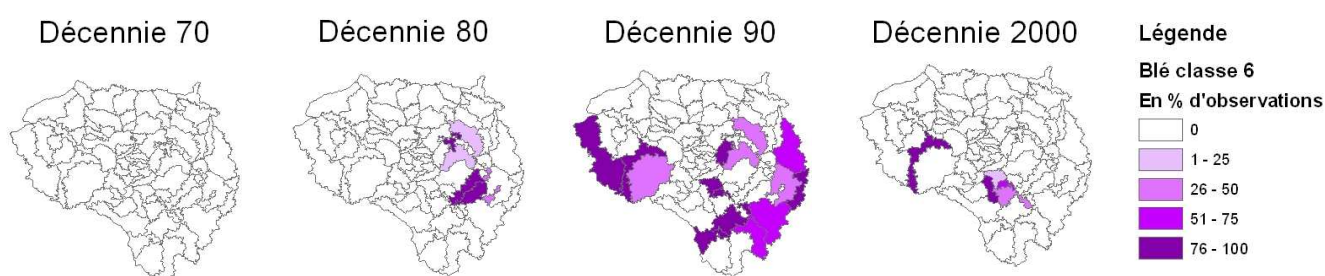 Décennie 70
Décennie 80
Décennie 90
Décennie 2000
Légende
Blé classe 6
En % d'observations
0
1 - 25
26 - 50
51 - 75
76 - 100